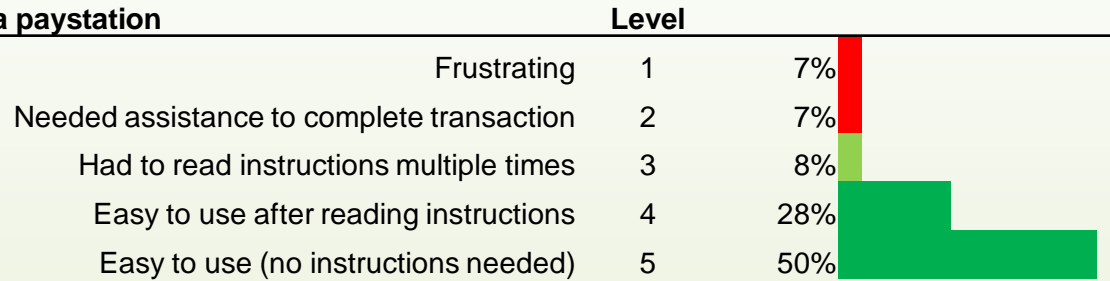 a paystation Level
Frustrating 1 7%
Needed assistance to complete transaction 2 7%
Had to read instructions multiple times 3 8%
Easy to use after reading instructions 4 28%
Easy to use (no instructions needed) 5 50%